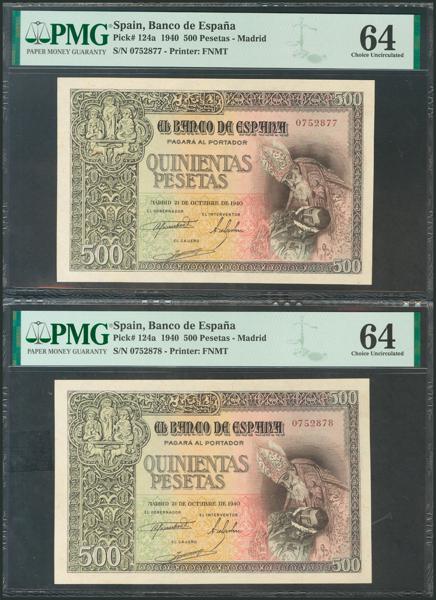 PMG
PAPER MONEY GUARANTY
Spain, Banco de España
Pick# 124a 1940 500 Pesetas - Madrid
S/N 0752877 - Printer: FNMT
64
Choice Uncirculated
500
EL BANCO DE ESPAÑA
0752877
PAGARÁ AL PORTADOR
QUINIENTAS
PESETAS
MADRID 21 DE OCTUBRE DE 1940
EL GOBERNADOR
EL INTERVENTOR
EL CAJERO
500
500
PMG
PAPER MONEY GUARANTY
Spain, Banco de España
Pick# 124a 1940 500 Pesetas - Madrid
S/N 0752878 - Printer: FNMT
64
Choice Uncirculated
500
EL BANCO DE ESPAÑA
0752878
PAGARÁ AL PORTADOR
QUINIENTAS
PESETAS
MADRID 21 DE OCTUBRE DE 1940
EL GOBERNADOR
EL INTERVENTOR
EL CAJERO
500
500